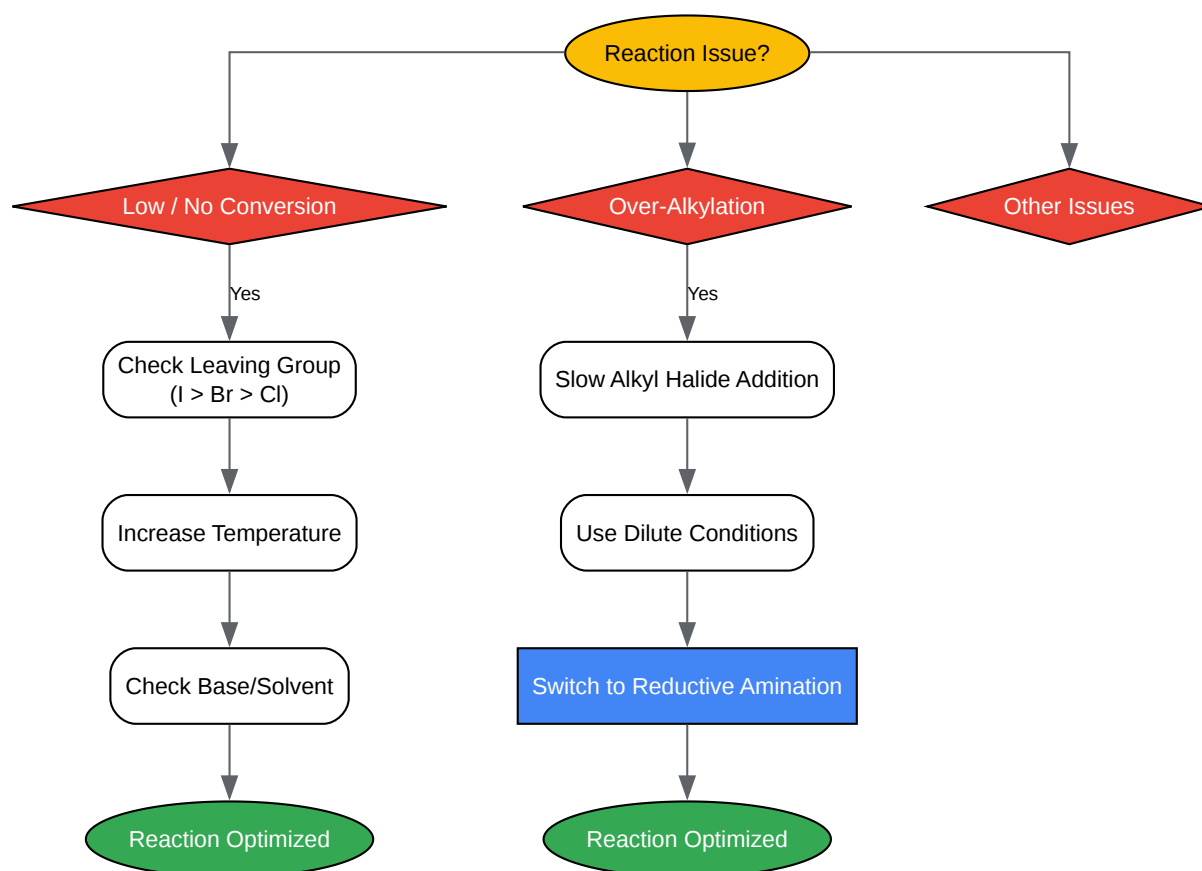 Reaction Issue?
Low / No Conversion
Over-Alkylation
Other Issues
Yes
Yes
Check Leaving Group
(I > Br > Cl)
Slow Alkyl Halide Addition
Increase Temperature
Use Dilute Conditions
Check Base/Solvent
Switch to Reductive Amination
Reaction Optimized
Reaction Optimized